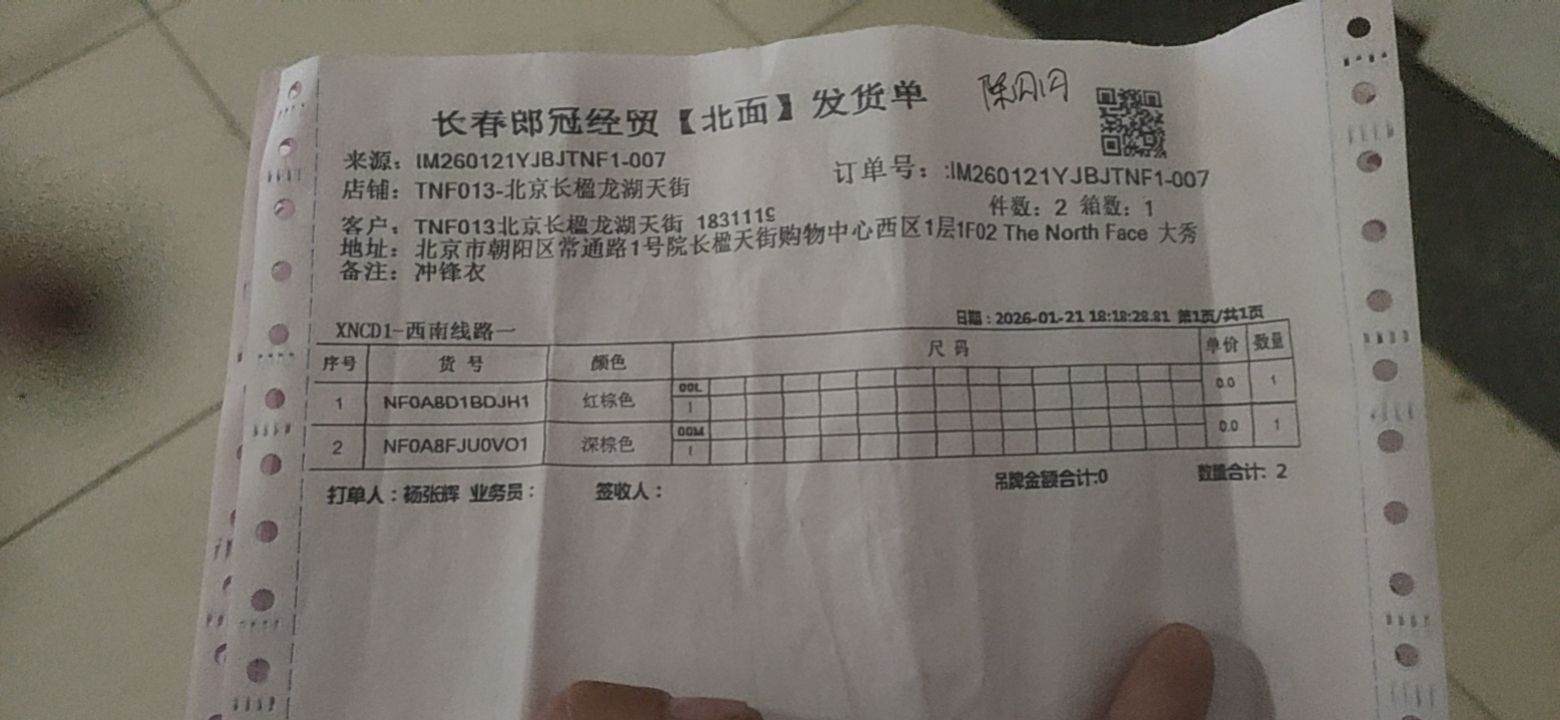 长春郎冠经贸【北面】发货单
来源：IM260121YJBJTNF1-007
订单号：:IM260121YJBJTNF1-007
店铺：TNF013-北京长楹龙湖天街
件数：2 箱数：1
客户：TNF013北京长楹龙湖天街 1831119
地址：北京市朝阳区常通路1号院长楹天街购物中心西区1层1F02 The North Face 大秀
备注：冲锋衣
XNCD1-西南线路一
日期：2026-01-21 18:18:28.81 第1页/共1页
序号 货号 颜色 尺码 单价 数量
00L
1 NF0A8D1BDJH1 红棕色 1 0.0 1
00M
2 NF0A8FJU0VO1 深棕色 1 0.0 1
打单人：杨张辉 业务员： 签收人： 吊牌金额合计:0 数量合计: 2